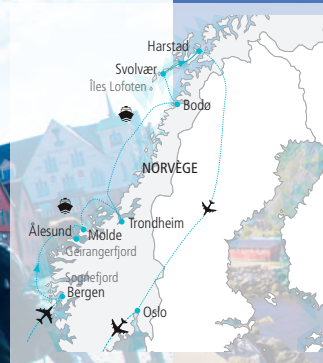 Harstad
Svolvær
Îles Lofoten
Bodø
NORVÈGE
Trondheim
Ålesund
Molde
Geirangerfjord
Sognefjord
Bergen
Oslo